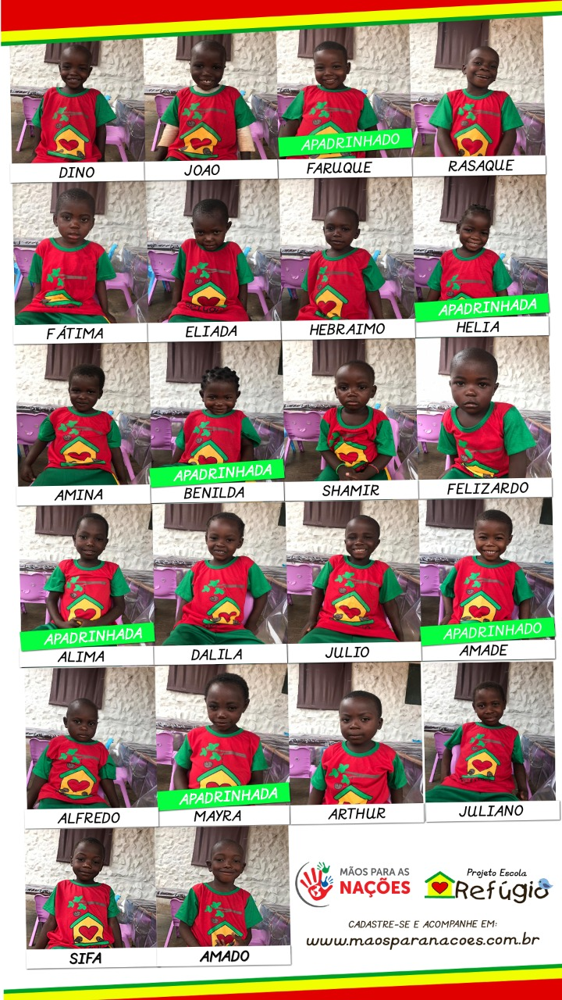 APADRINHADO
DINO
JOAO
FARUQUE
RASAQUE
APADRINHADA
FÁTIMA
ELIADA
HEBRAIMO
HELIA
APADRINHADA
AMINA
BENILDA
SHAMIR
FELIZARDO
APADRINHADA
APADRINHADO
ALIMA
DALILA
JULIO
AMADE
APADRINHADA
ALFREDO
MAYRA
ARTHUR
JULIANO
SIFA
AMADO
MÃOS PARA AS
NAÇÕES
Projeto Escola
Refúgio
CADASTRE-SE E ACOMPANHE EM:
www.maosparanacoes.com.br